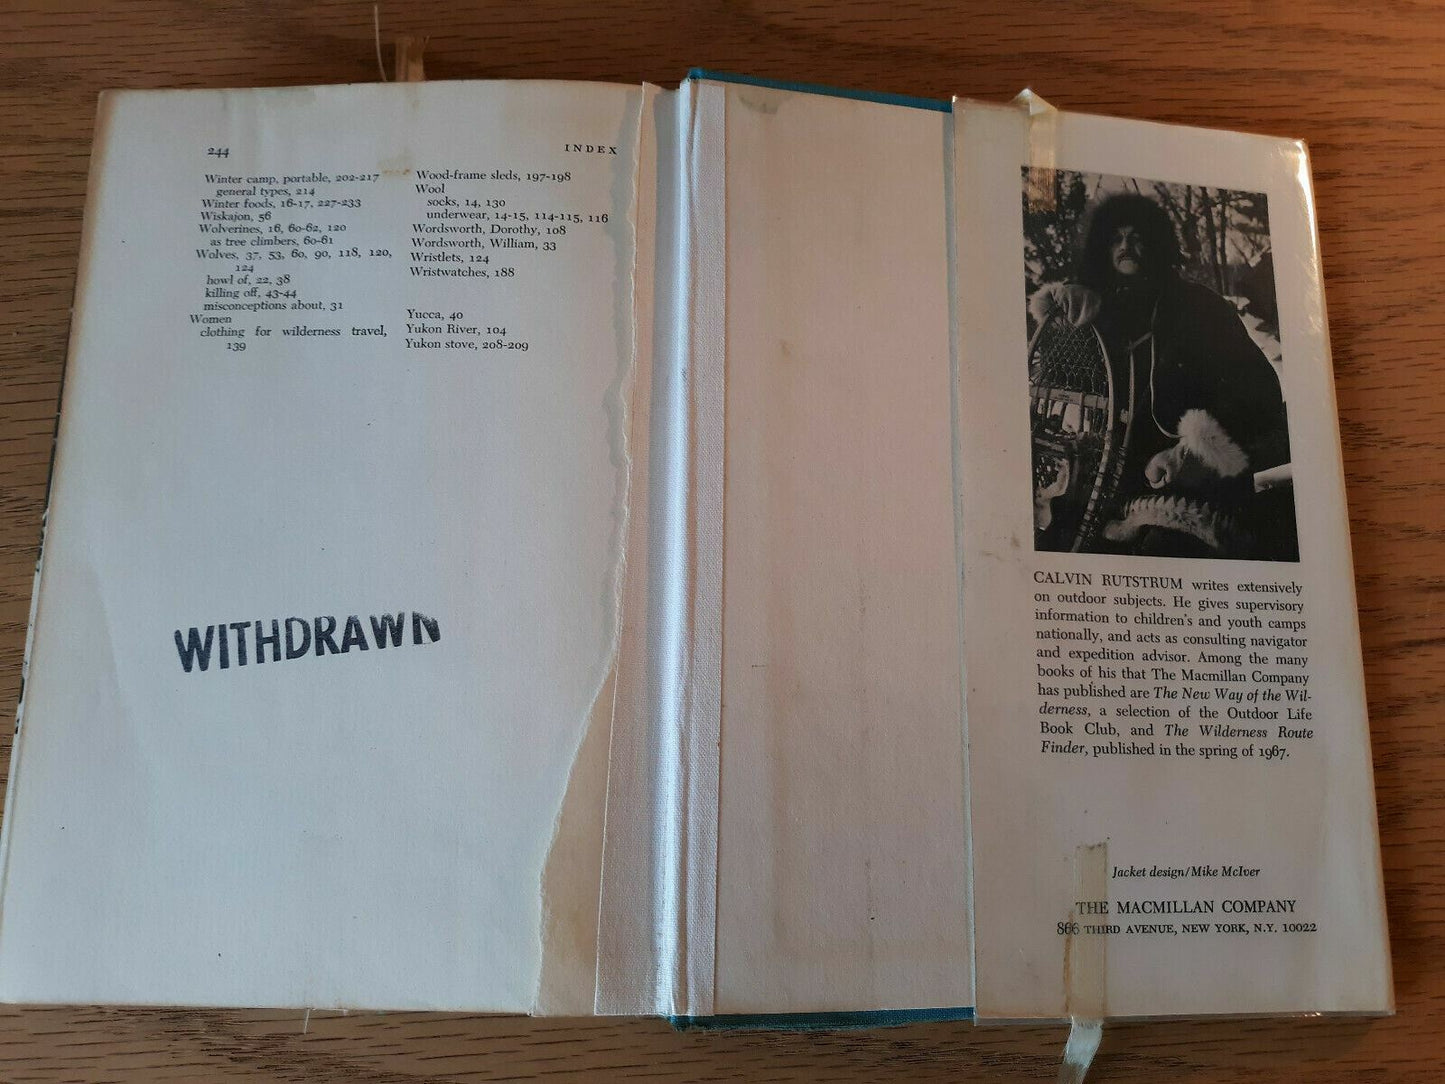 244
INDEX
Winter camp, portable, 202-217
general types, 214
Winter foods, 16-17, 227-233
Wiskajon, 56
Wolverines, 16, 60-62, 120
as tree climbers, 60-61
Wolves, 37, 53, 60, 90, 118, 120,
124
howl of, 22, 38
killing off, 43-44
misconceptions about, 31
Women
clothing for wilderness travel,
139
Wood-frame sleds, 197-198
Wool
socks, 14, 130
underwear, 14-15, 114-115, 116
Wordsworth, Dorothy, 108
Wordsworth, William, 33
Wristlets, 124
Wristwatches, 188
Yucca, 40
Yukon River, 104
Yukon stove, 208-209
WITHDRAWN
CALVIN RUTSTRUM writes extensively
on outdoor subjects. He gives supervisory
information to children's and youth camps
nationally, and acts as consulting navigator
and expedition advisor. Among the many
books of his that The Macmillan Company
has published are The New Way of the Wil-
derness, a selection of the Outdoor Life
Book Club, and The Wilderness Route
Finder, published in the spring of 1967.
Jacket design/Mike McIver
THE MACMILLAN COMPANY
866 THIRD AVENUE, NEW YORK, N.Y. 10022